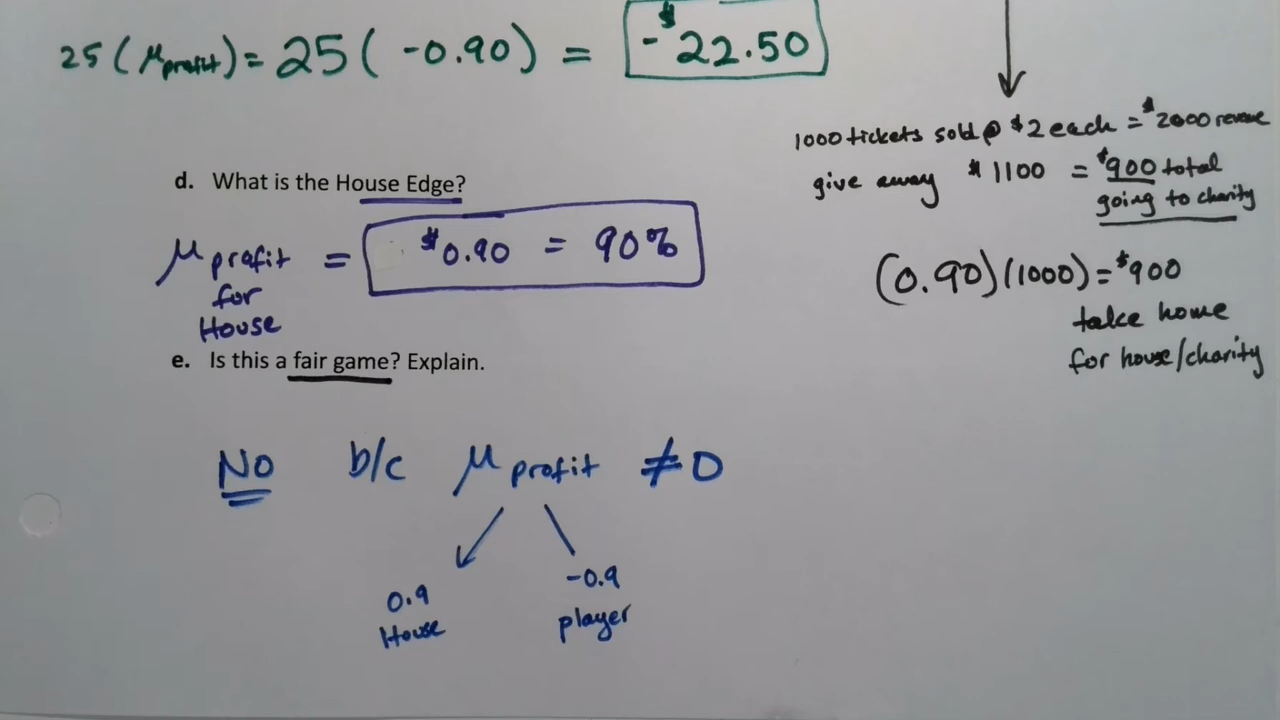 25 (μprofit) = 25( -0.90) = -$22.50
1000 tickets sold @ $2 each = $2000 revenue
give away $1100 = $900 total
going to charity
d. What is the House Edge?
μ profit = $0.90 = 90%
for
House
(0.90)(1000) = $900
take home
for house/charity
e. Is this a fair game? Explain.
No b/c μ profit ≠ 0
0.9
House
-0.9
player